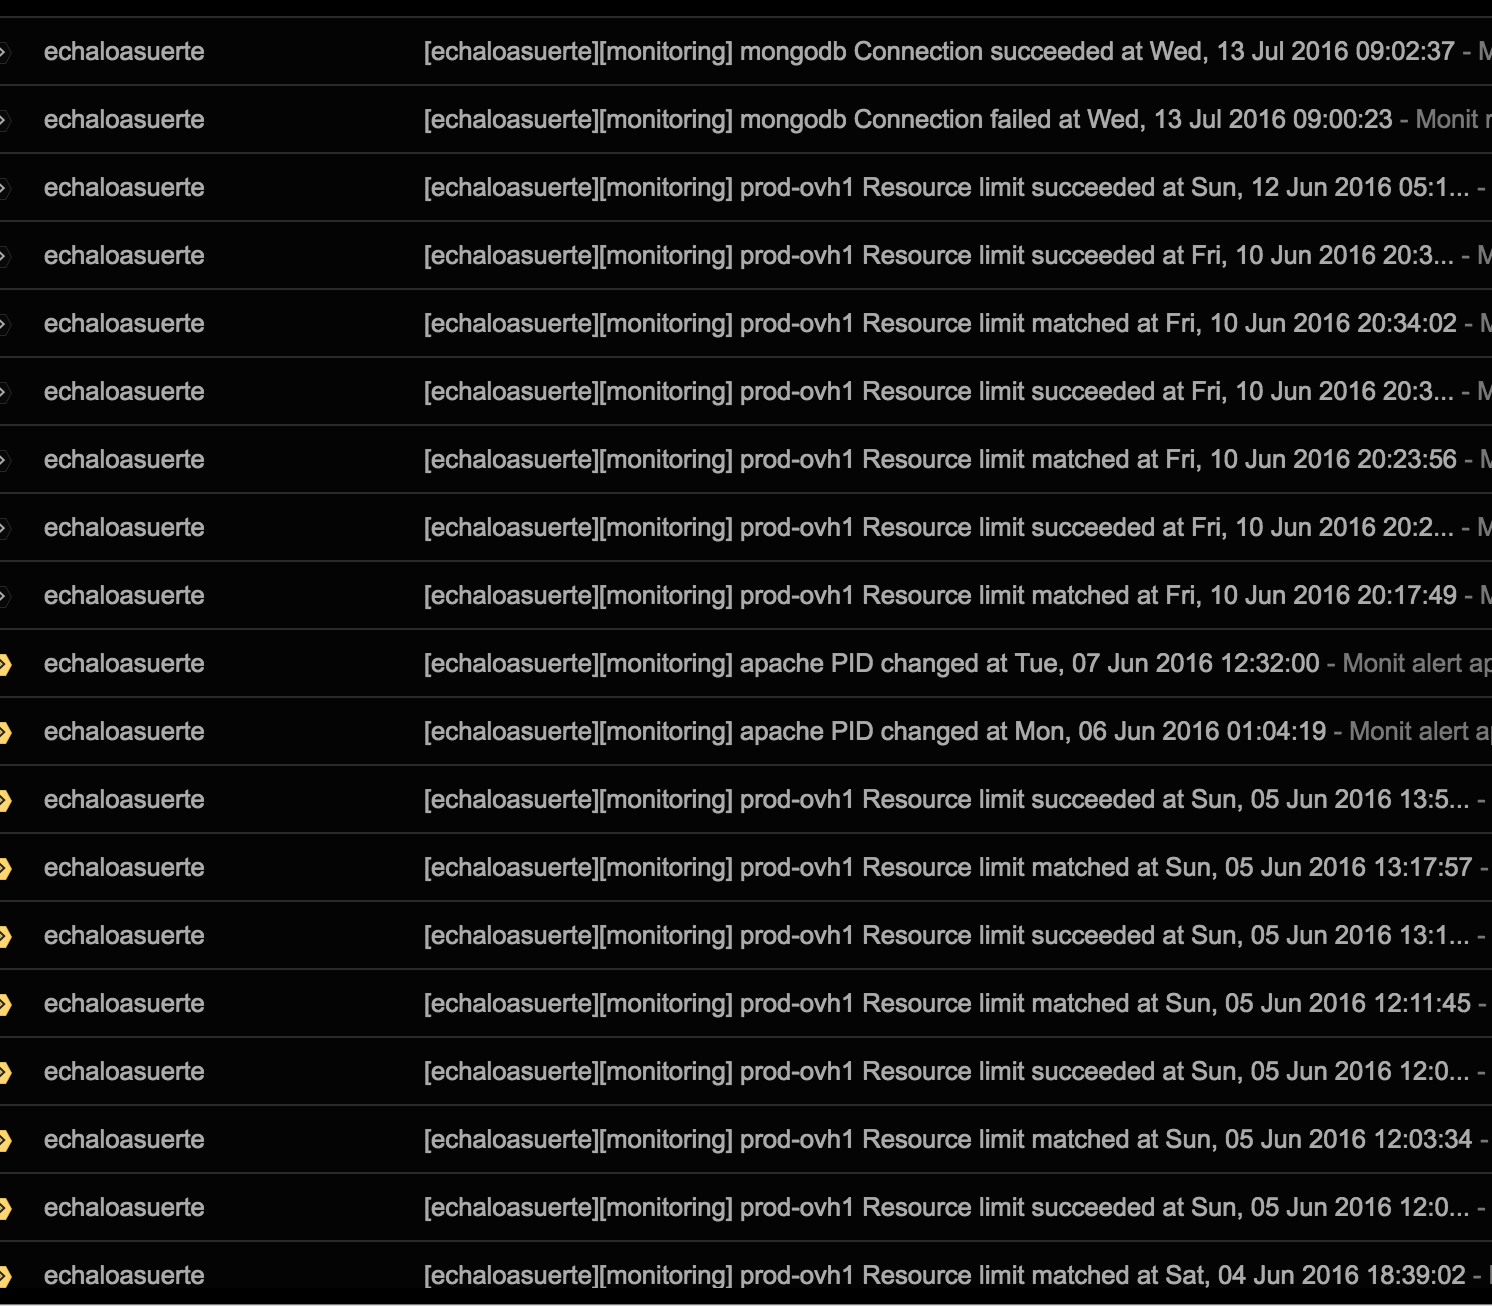 echaloasuerte [echaloasuerte][monitoring] mongodb Connection succeeded at Wed, 13 Jul 2016 09:02:37 -
echaloasuerte [echaloasuerte][monitoring] mongodb Connection failed at Wed, 13 Jul 2016 09:00:23 - Monit
echaloasuerte [echaloasuerte][monitoring] prod-ovh1 Resource limit succeeded at Sun, 12 Jun 2016 05:1... -
echaloasuerte [echaloasuerte][monitoring] prod-ovh1 Resource limit succeeded at Fri, 10 Jun 2016 20:3... -
echaloasuerte [echaloasuerte][monitoring] prod-ovh1 Resource limit matched at Fri, 10 Jun 2016 20:34:02 -
echaloasuerte [echaloasuerte][monitoring] prod-ovh1 Resource limit succeeded at Fri, 10 Jun 2016 20:3... -
echaloasuerte [echaloasuerte][monitoring] prod-ovh1 Resource limit matched at Fri, 10 Jun 2016 20:23:56 -
echaloasuerte [echaloasuerte][monitoring] prod-ovh1 Resource limit succeeded at Fri, 10 Jun 2016 20:2... -
echaloasuerte [echaloasuerte][monitoring] prod-ovh1 Resource limit matched at Fri, 10 Jun 2016 20:17:49 -
echaloasuerte [echaloasuerte][monitoring] apache PID changed at Tue, 07 Jun 2016 12:32:00 - Monit alert
echaloasuerte [echaloasuerte][monitoring] apache PID changed at Mon, 06 Jun 2016 01:04:19 - Monit alert
echaloasuerte [echaloasuerte][monitoring] prod-ovh1 Resource limit succeeded at Sun, 05 Jun 2016 13:5... -
echaloasuerte [echaloasuerte][monitoring] prod-ovh1 Resource limit matched at Sun, 05 Jun 2016 13:17:57 -
echaloasuerte [echaloasuerte][monitoring] prod-ovh1 Resource limit succeeded at Sun, 05 Jun 2016 13:1... -
echaloasuerte [echaloasuerte][monitoring] prod-ovh1 Resource limit matched at Sun, 05 Jun 2016 12:11:45 -
echaloasuerte [echaloasuerte][monitoring] prod-ovh1 Resource limit succeeded at Sun, 05 Jun 2016 12:0... -
echaloasuerte [echaloasuerte][monitoring] prod-ovh1 Resource limit matched at Sun, 05 Jun 2016 12:03:34 -
echaloasuerte [echaloasuerte][monitoring] prod-ovh1 Resource limit succeeded at Sun, 05 Jun 2016 12:0... -
echaloasuerte [echaloasuerte][monitoring] prod-ovh1 Resource limit matched at Sat, 04 Jun 2016 18:39:02 -